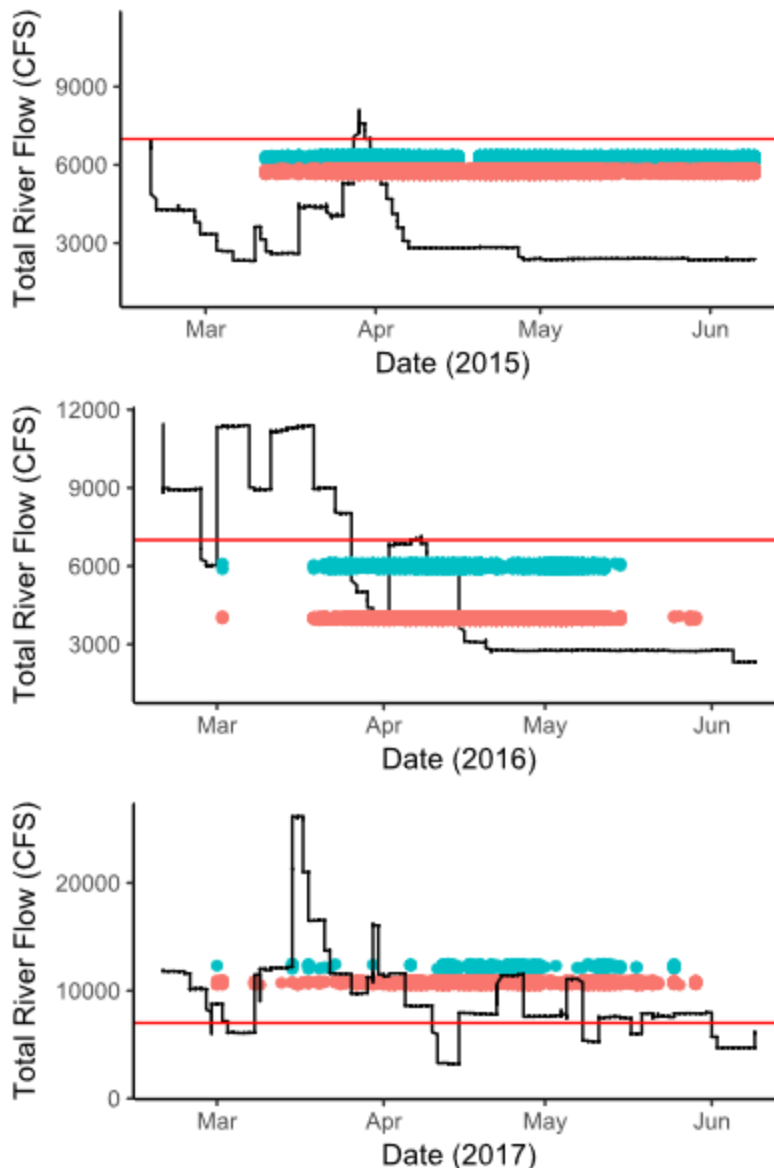 Total River Flow (CFS)
9000
6000
3000
Mar Apr May Jun
Date (2015)
Total River Flow (CFS)
12000
9000
6000
3000
Mar Apr May Jun
Date (2016)
Total River Flow (CFS)
20000
10000
0
Mar Apr May Jun
Date (2017)